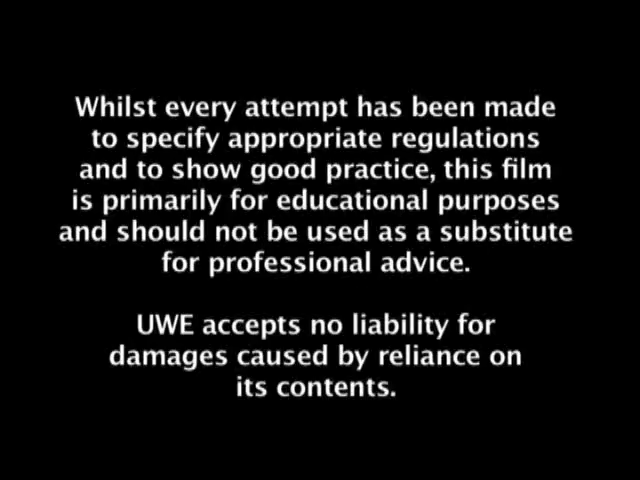 Whilst every attempt has been made
to specify appropriate regulations
and to show good practice, this film
is primarily for educational purposes
and should not be used as a substitute
for professional advice.
UWE accepts no liability for
damages caused by reliance on
its contents.